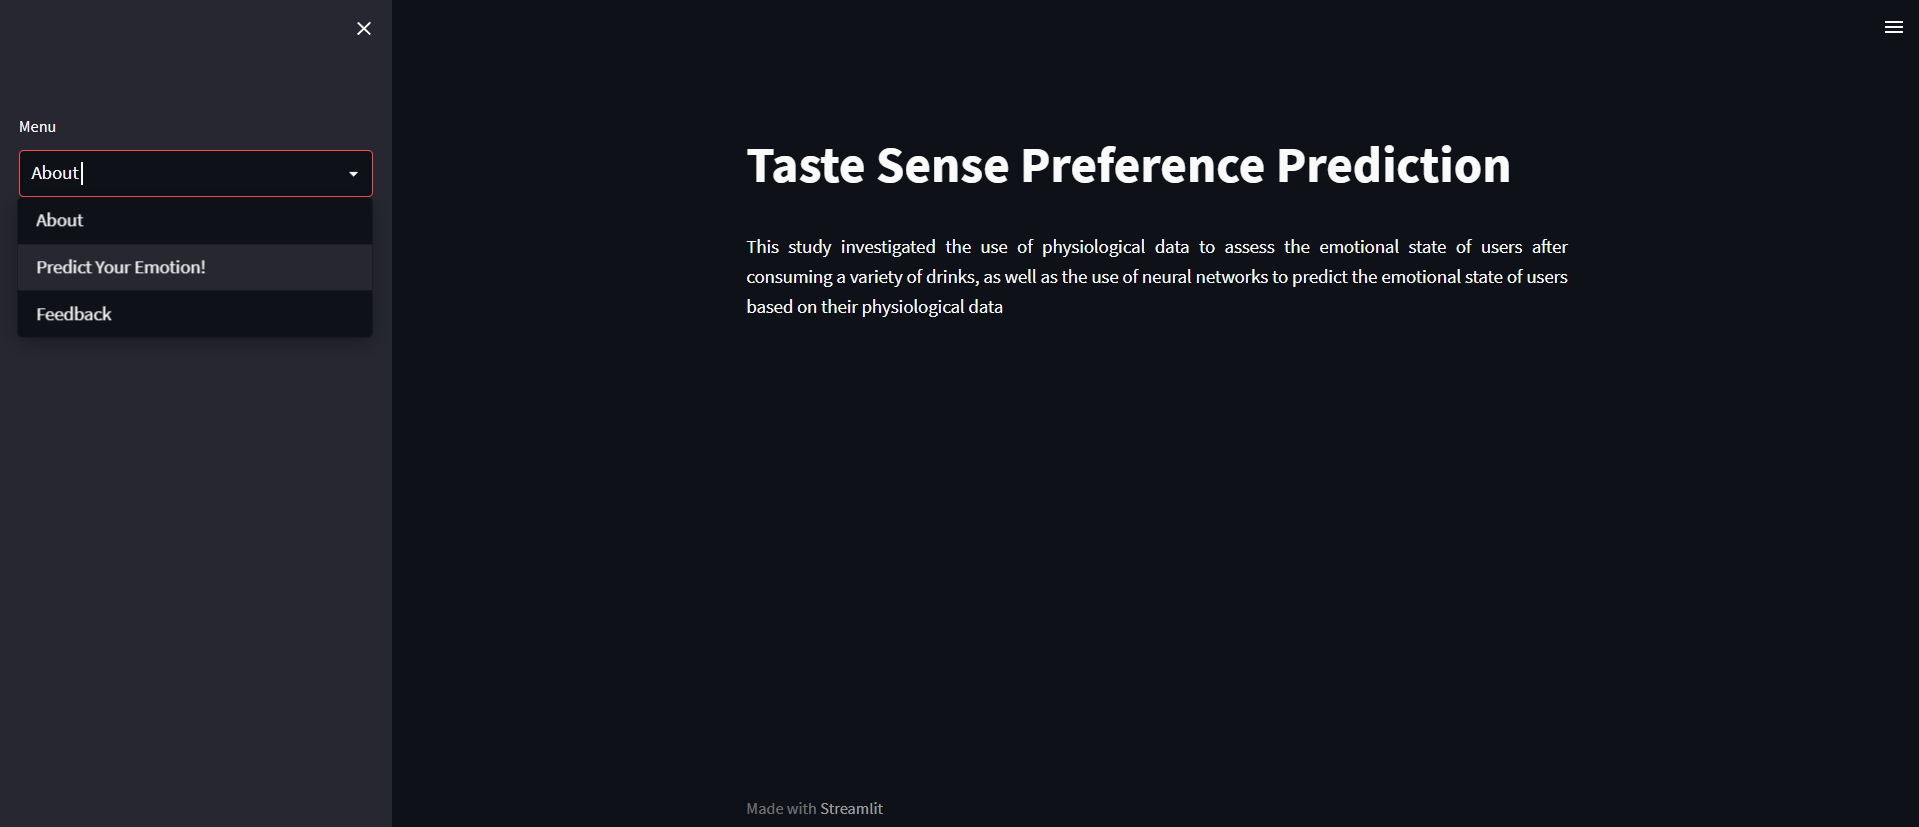 Menu
About
About
Predict Your Emotion!
Feedback
Taste Sense Preference Prediction
This study investigated the use of physiological data to assess the emotional state of users after
consuming a variety of drinks, as well as the use of neural networks to predict the emotional state of users
based on their physiological data
Made with Streamlit